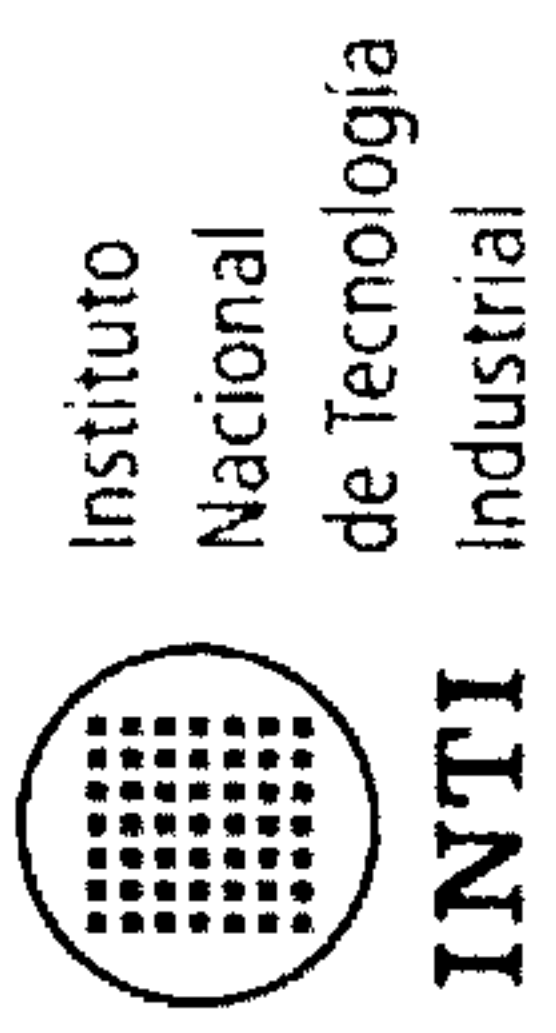 Instituto
Nacional
de Tecnología
Industrial
INTI